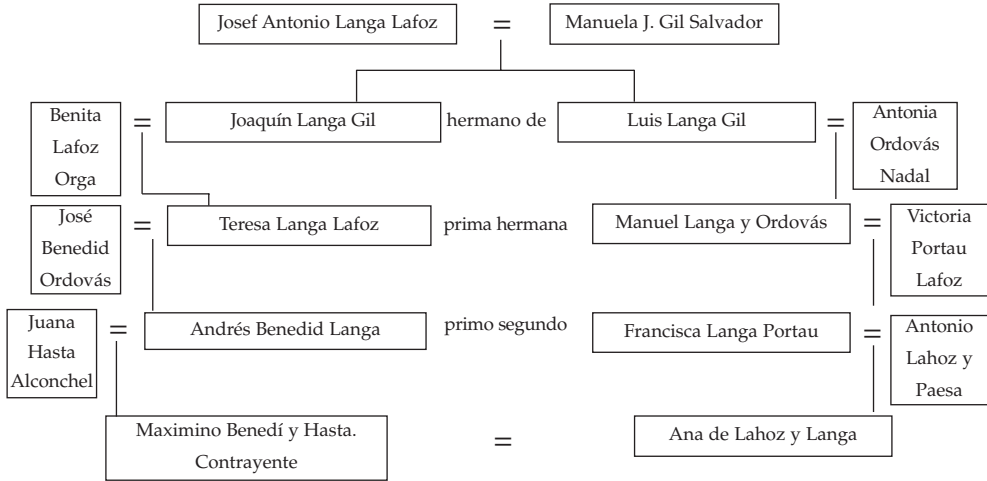 Josef Antonio Langa Lafoz = Manuela J. Gil Salvador
Benita
Lafoz
Orga
= Joaquín Langa Gil hermano de Luis Langa Gil =
Antonia
Ordovás
Nadal
José
Benedid
Ordovás
= Teresa Langa Lafoz prima hermana Manuel Langa y Ordovás =
Victoria
Portau
Lafoz
Juana
Hasta
Alconchel
= Andrés Benedid Langa primo segundo Francisca Langa Portau =
Antonio
Lahoz y
Paesa
Maximino Benedí y Hasta.
Contrayente
= Ana de Lahoz y Langa